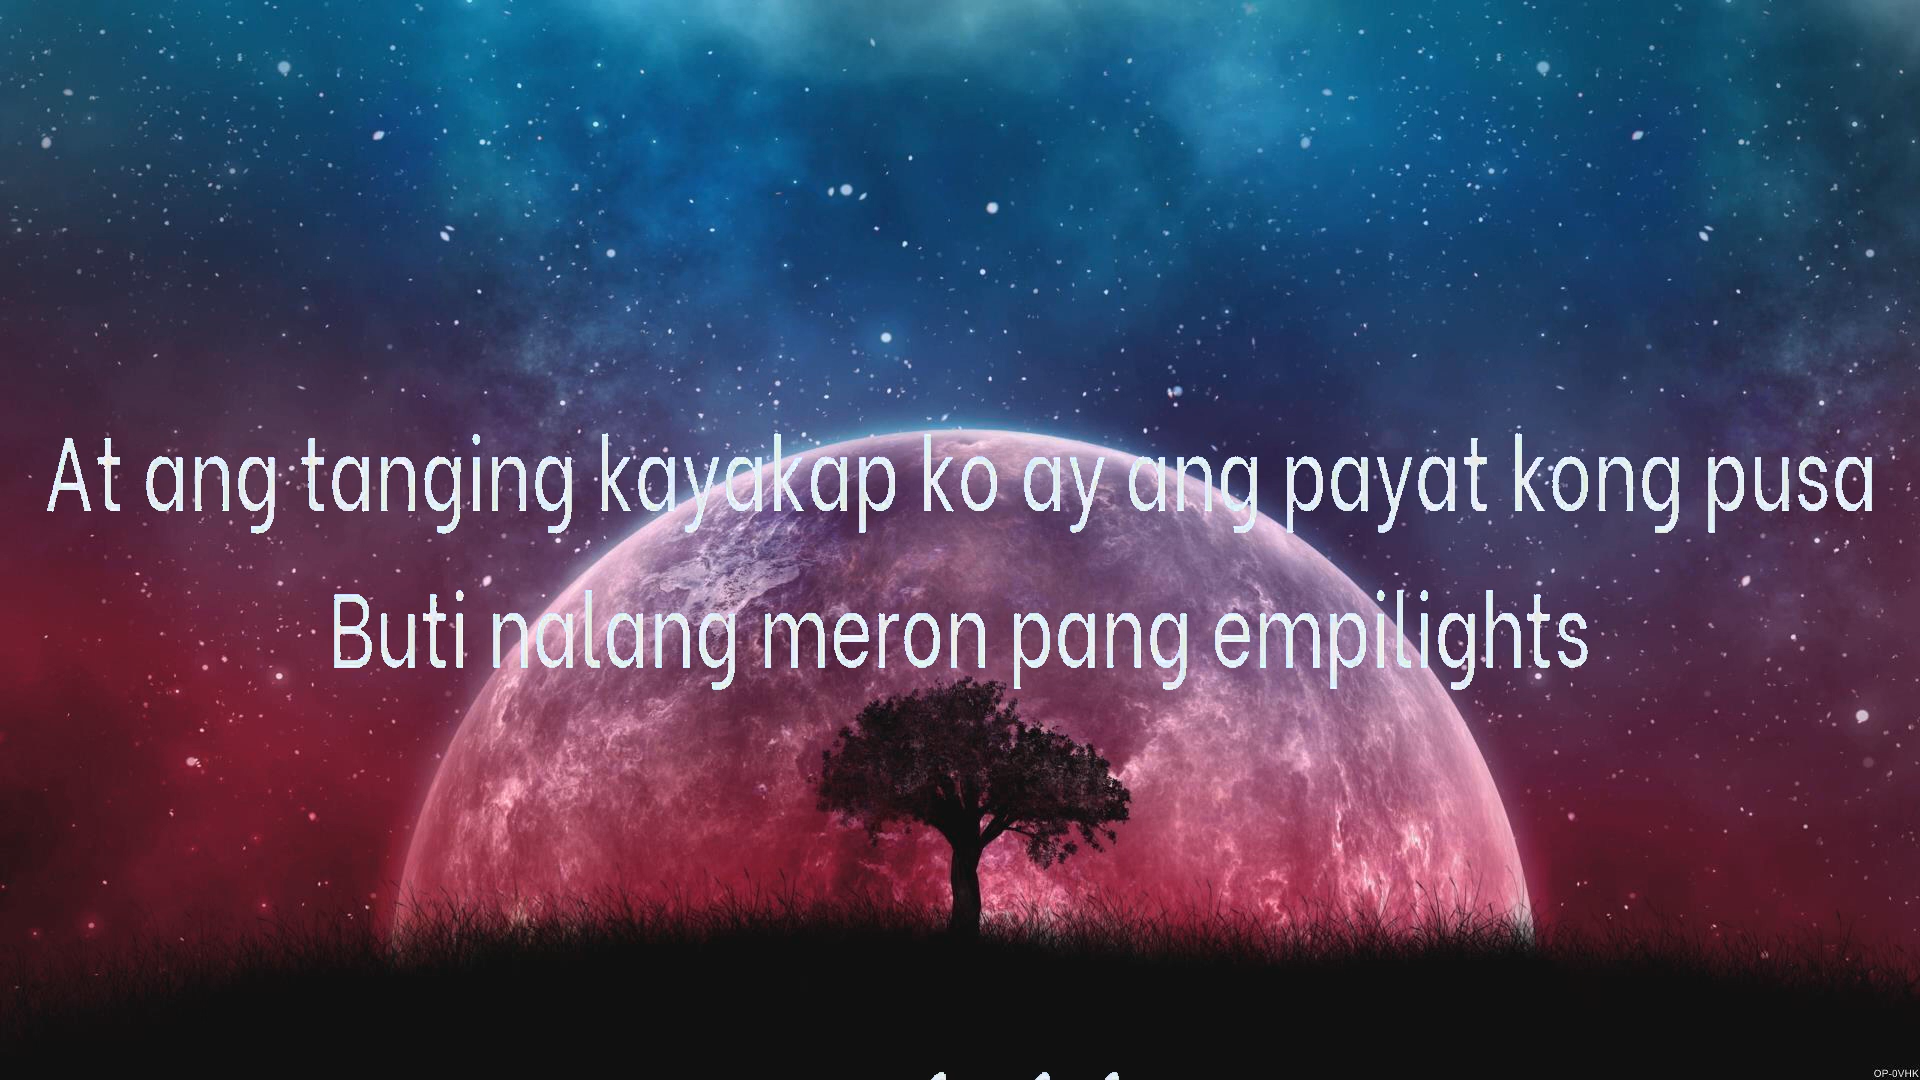 At ang tanging kayakap ko ay ang payat kong pusa
Buti nalang meron pang empilights
OP-0VHK